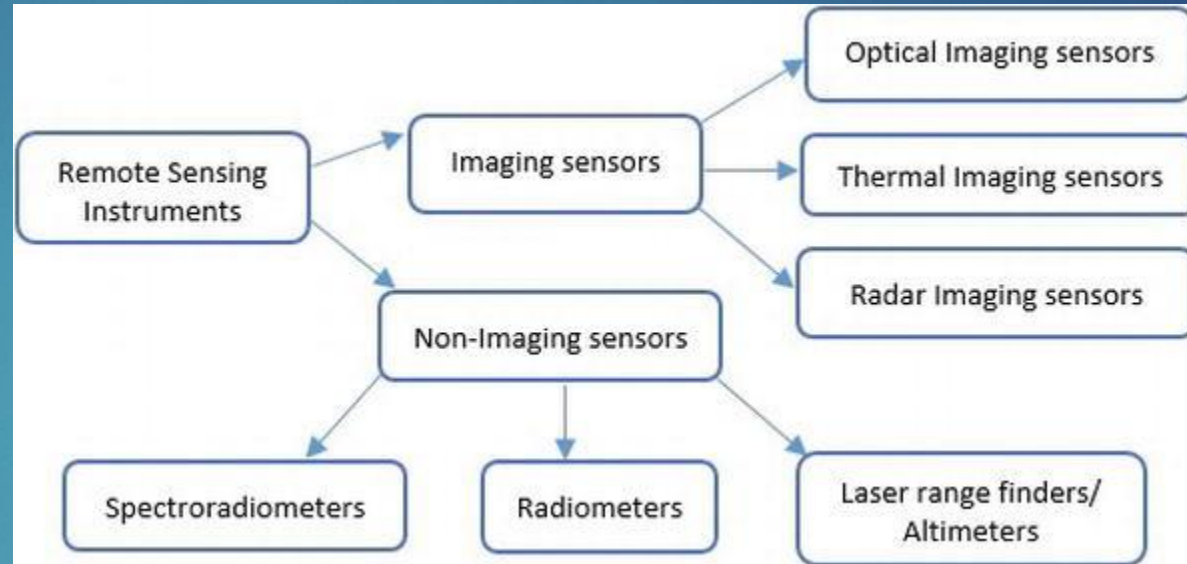 Optical Imaging sensors
Remote Sensing
Instruments
Imaging sensors
Thermal Imaging sensors
Radar Imaging sensors
Non-Imaging sensors
Spectroradiometers
Radiometers
Laser range finders/
Altimeters